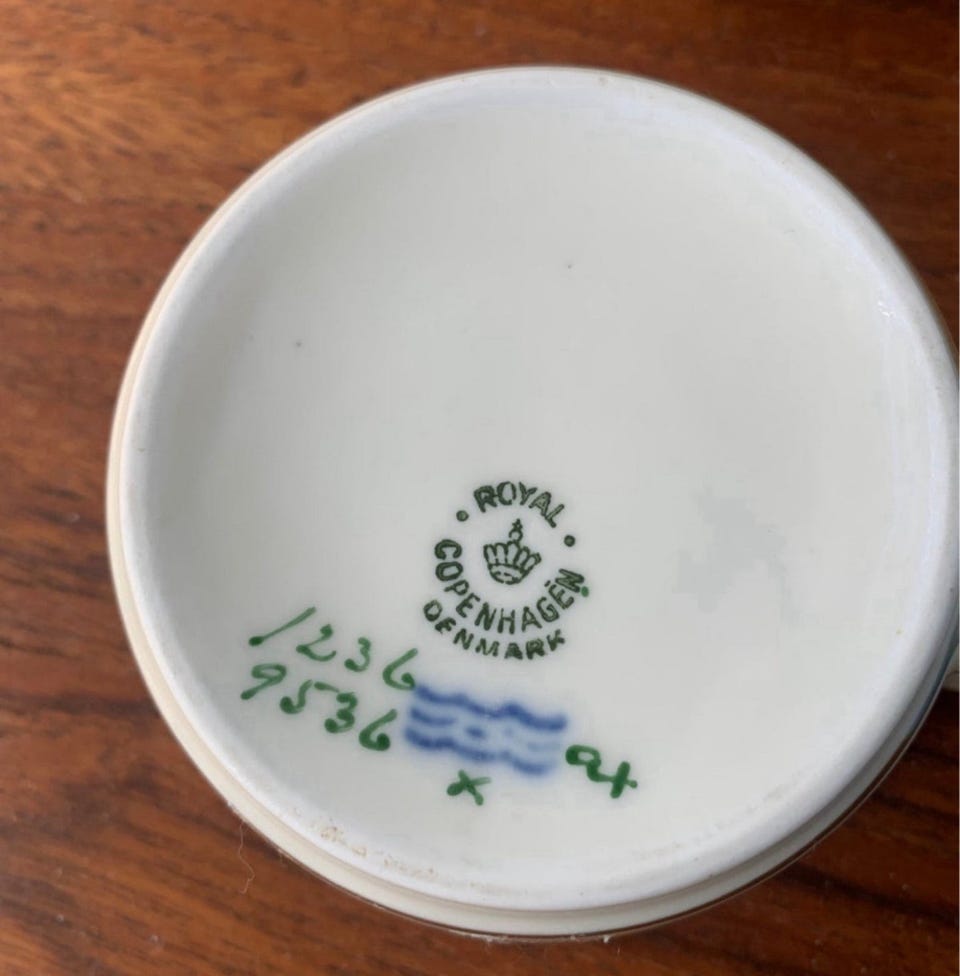 ROYAL
COPENHAGEN
DENMARK
1236
9536
x